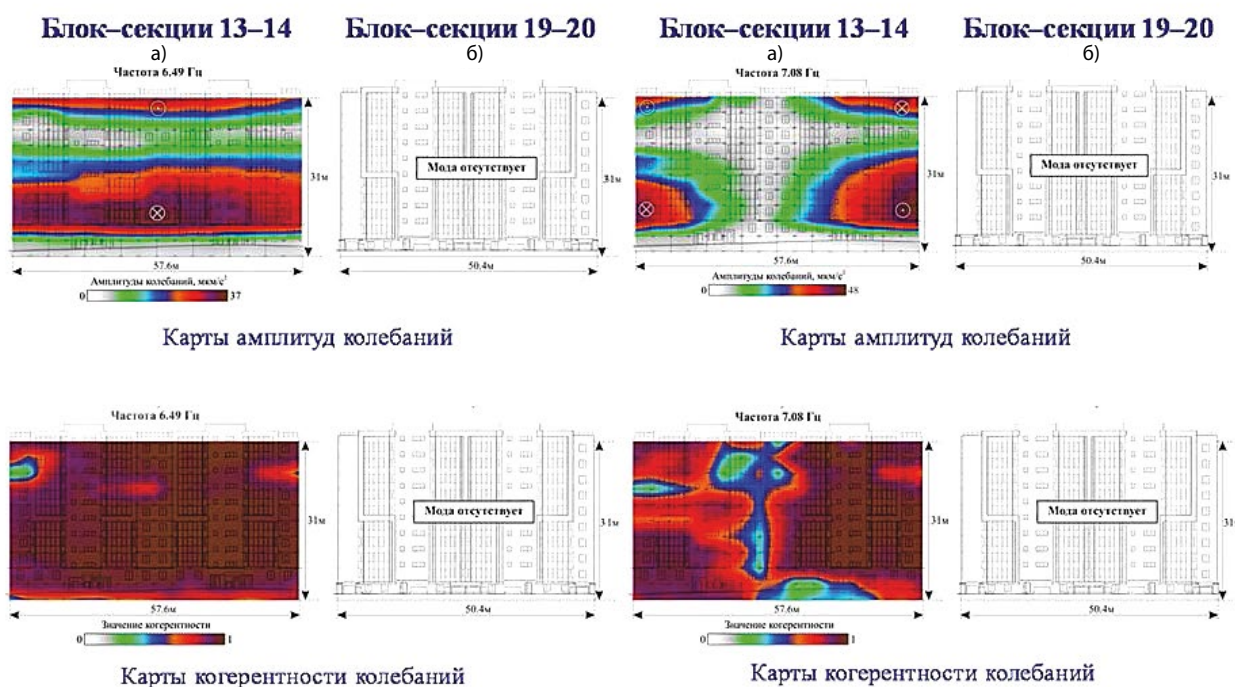 Блок–секции 13–14
Блок–секции 19–20
Блок–секции 13–14
Блок–секции 19–20
а)
б)
а)
б)
Частота 6.49 Гц
Частота 7.08 Гц
Мода отсутствует
Мода отсутствует
31м
31м
31м
31м
57.6м
50.4м
57.6м
50.4м
Амплитуды колебаний, мкм/с²
0
37
Амплитуды колебаний, мкм/с²
0
48
Карты амплитуд колебаний
Карты амплитуд колебаний
Частота 6.49 Гц
Частота 7.08 Гц
Мода отсутствует
Мода отсутствует
31м
31м
31м
31
57.6м
50.4м
57.6м
50.4м
Значение когерентности
0
1
Значение когерентности
0
1
Карты когерентности колебаний
Карты когерентности колебаний